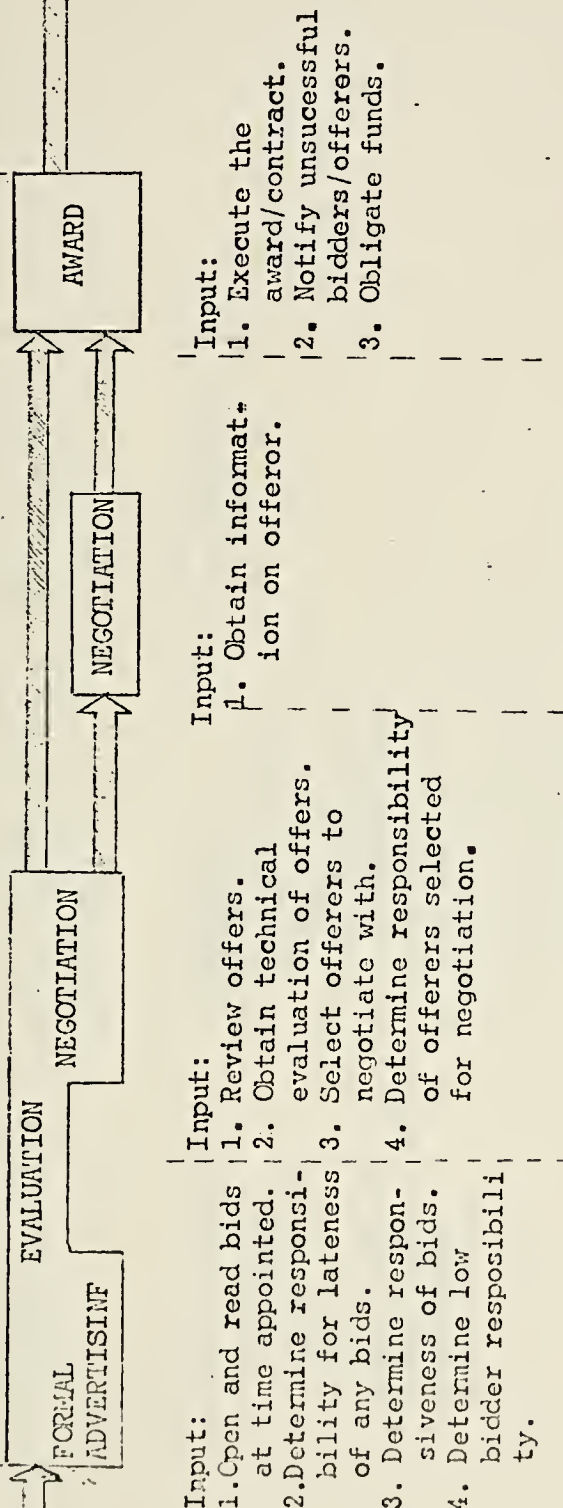 EVALUATION
FORMAL
ADVERTISINF
NEGOTIATION
NEGOTIATION
AWARD
Input:
1.Cpen and read bids
at time appointed.
2.Determine responsi-
bility for lateness
of any bids.
3. Determine respon-
siveness of bids.
4. Determine low
bidder resposibili
ty.
Input:
1. Review offers.
2. Obtain technical
evaluation of offers.
3. Select offerers to
negotiate with.
4. Determine responsibility
of offerers selected
for negotiation.
Input:
1. Obtain informat-
ion on offeror.
Input:
1. Execute the
award/contract.
2. Notify unsucessful
bidders/offerers.
3. Obligate funds.